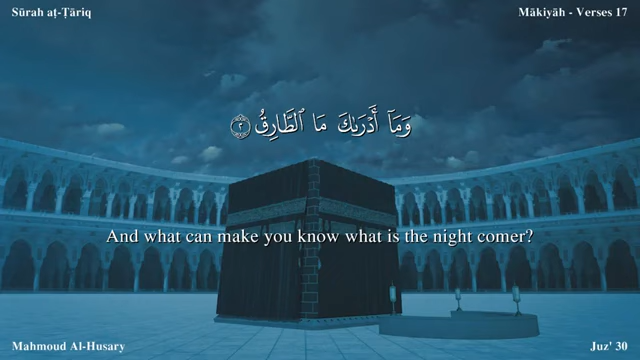 Sūrah aṭ-Ṭāriq
Mākiyāh - Verses 17
وَمَآ أَدْرَىٰكَ مَا ٱلطَّارِقُ ٢
And what can make you know what is the night comer?
Mahmoud Al-Husary
Juz' 30